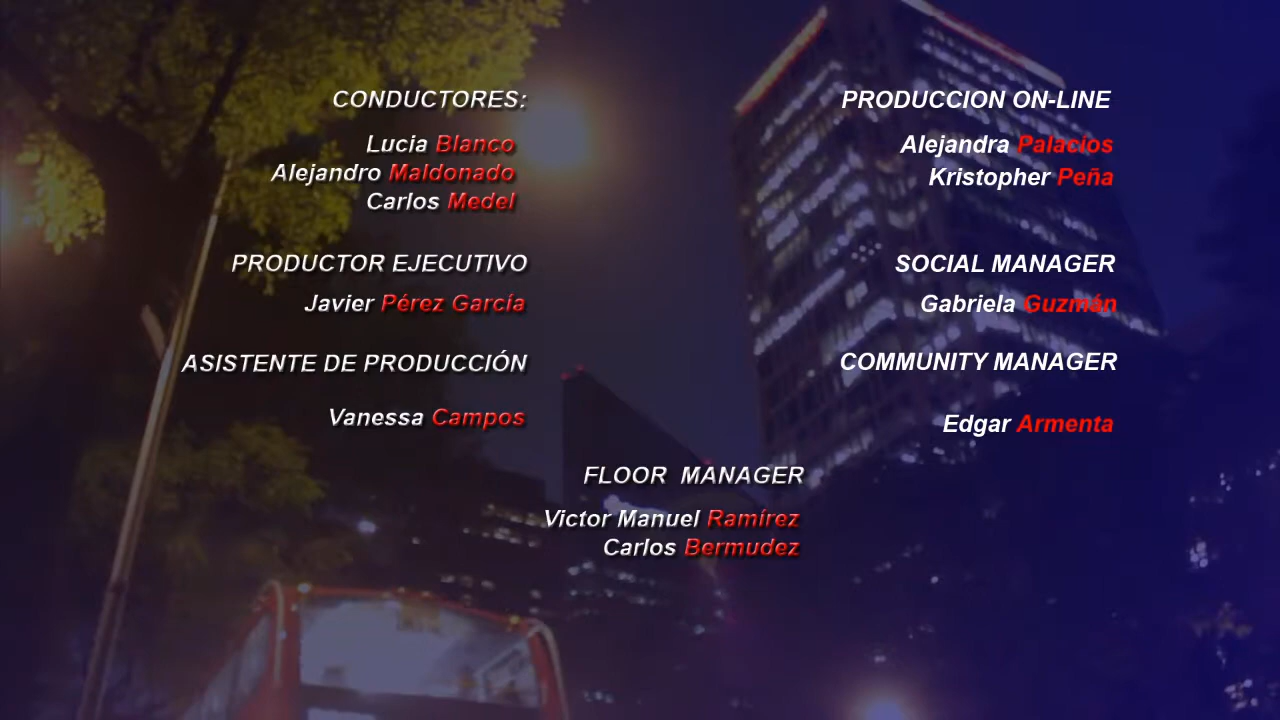 CONDUCTORES:
Lucia Blanco
Alejandro Maldonado
Carlos Medel
PRODUCTOR EJECUTIVO
Javier Pérez García
ASISTENTE DE PRODUCCIÓN
Vanessa Campos
PRODUCCION ON-LINE
Alejandra Palacios
Kristopher Peña
SOCIAL MANAGER
Gabriela Guzmán
COMMUNITY MANAGER
Edgar Armenta
FLOOR MANAGER
Victor Manuel Ramírez
Carlos Bermudez